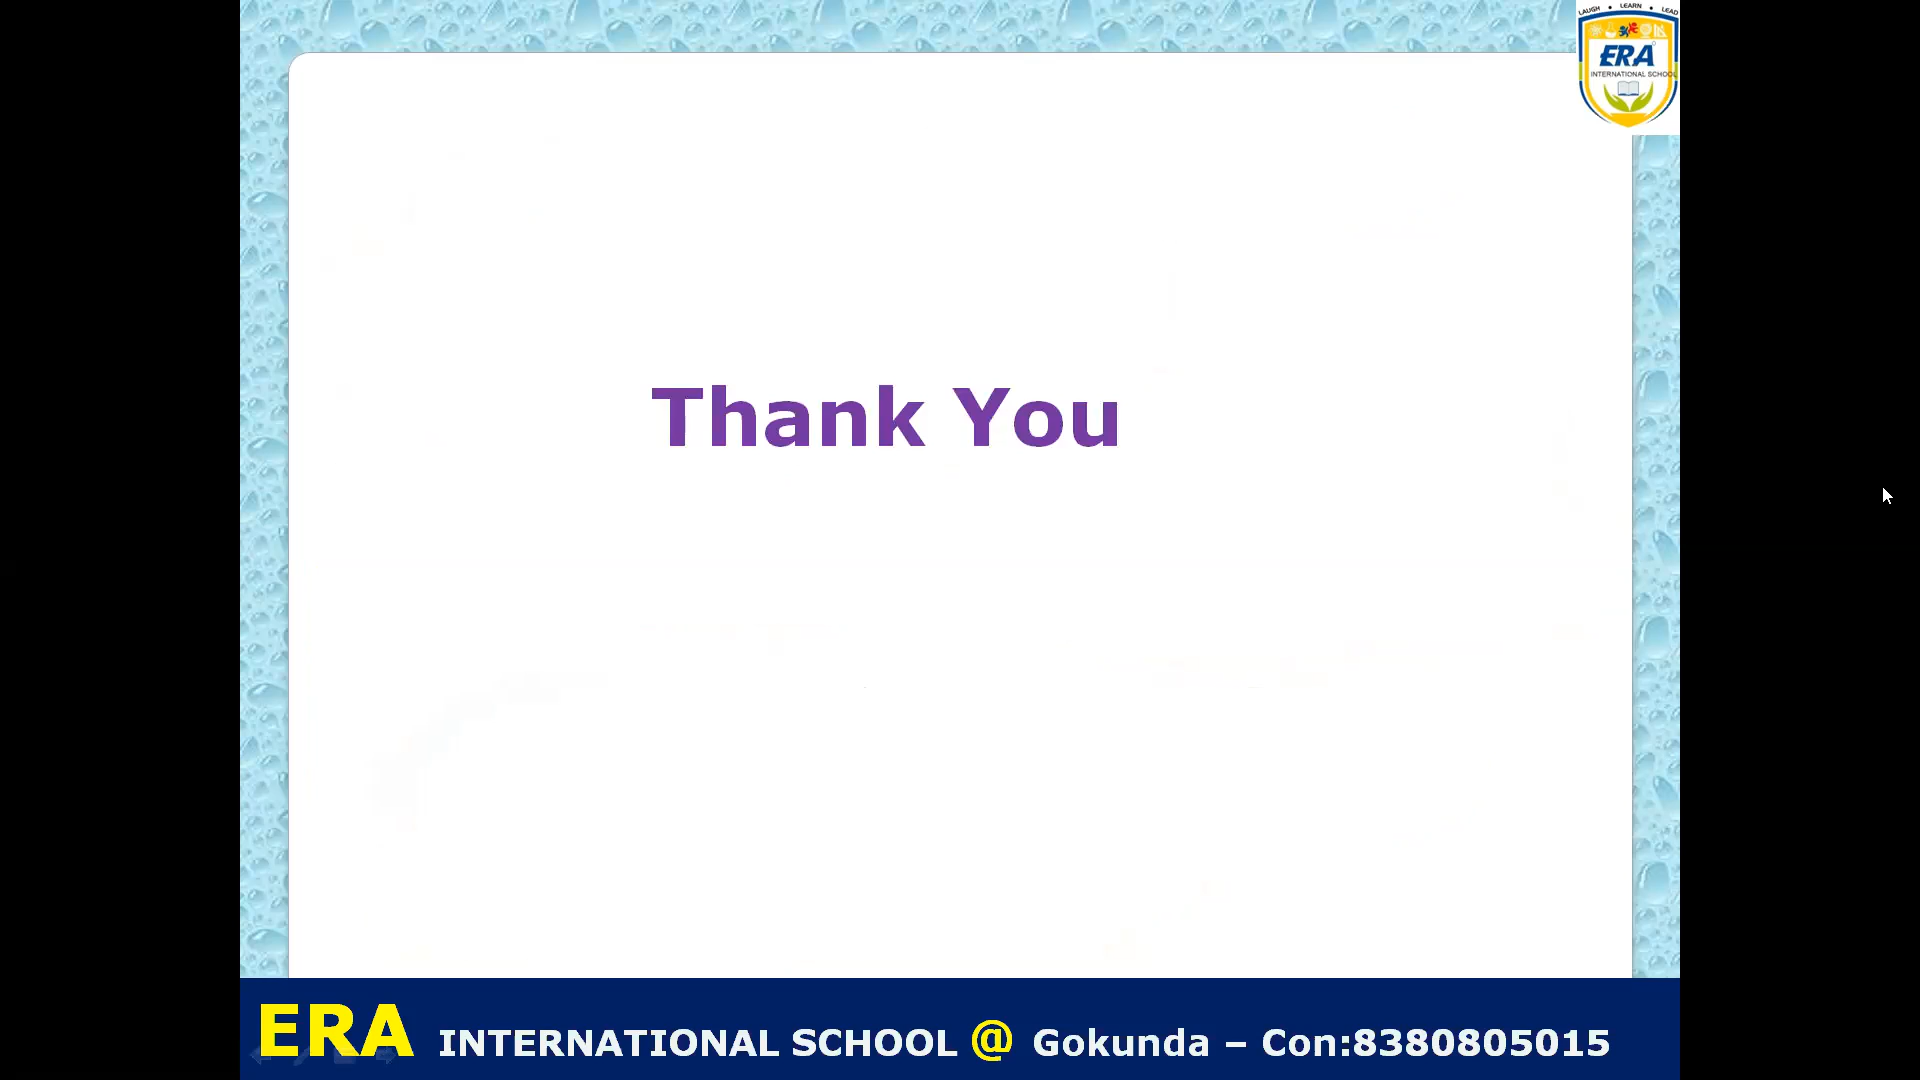 LAUGH • LEARN • LEAD
ERA
INTERNATIONAL SCHOOL
Thank You
ERA INTERNATIONAL SCHOOL @ Gokunda – Con:8380805015